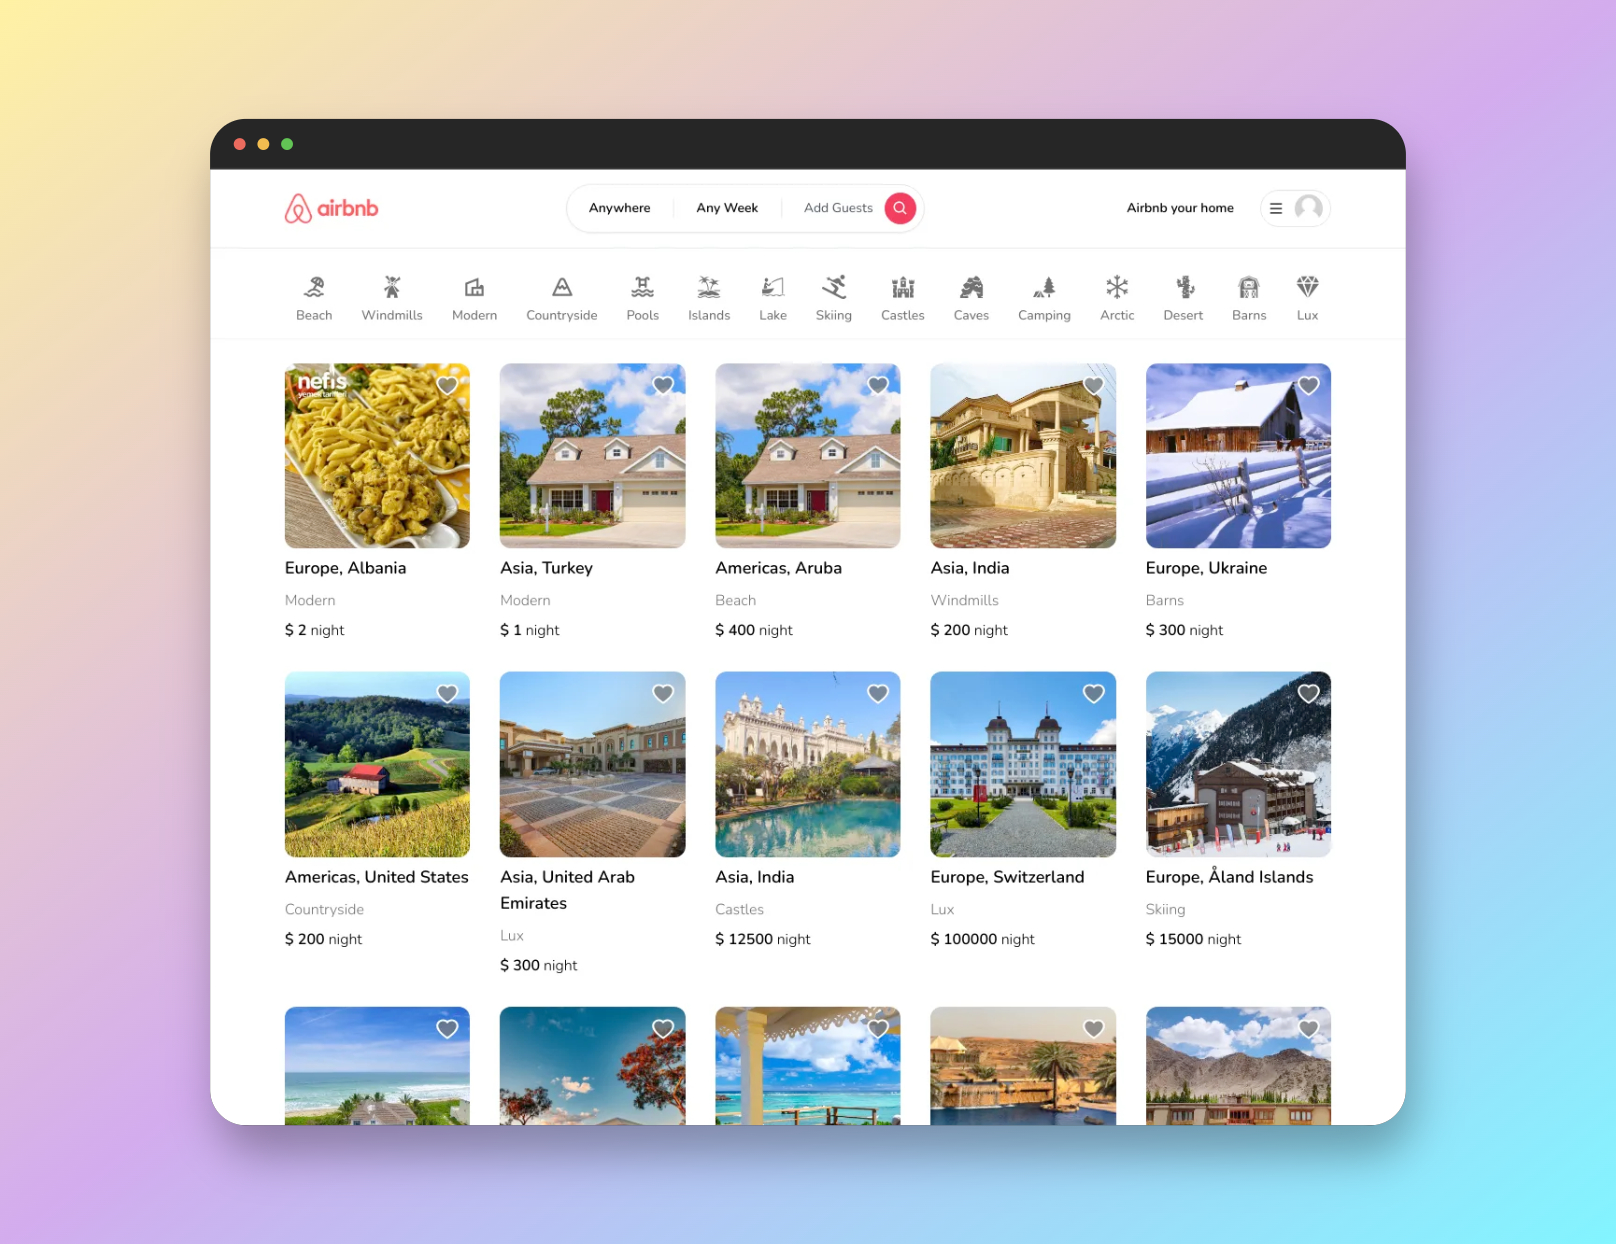 airbnb
Anywhere
Any Week
Add Guests
Airbnb your home
Beach
Windmills
Modern
Countryside
Pools
Islands
Lake
Skiing
Castles
Caves
Camping
Arctic
Desert
Barns
Lux
nefis
yemek tarifleri
Europe, Albania
Modern
$ 2 night
Asia, Turkey
Modern
$ 1 night
Americas, Aruba
Beach
$ 400 night
Asia, India
Windmills
$ 200 night
Europe, Ukraine
Barns
$ 300 night
Americas, United States
Countryside
$ 200 night
Asia, United Arab
Emirates
Lux
$ 300 night
Asia, India
Castles
$ 12500 night
Europe, Switzerland
Lux
$ 100000 night
Europe, Åland Islands
Skiing
$ 15000 night